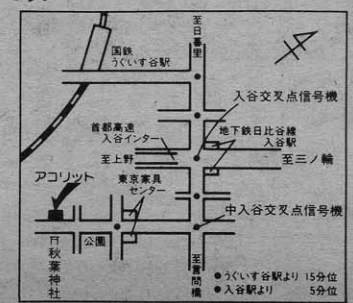 至日暮里
国鉄
うぐいす谷駅
入谷交叉点信号機
首都高速
入谷インター
地下鉄日比谷線
入谷駅
至上野
至三ノ輪
アコリット
東京家具
センター
中入谷交叉点信号機
公園
秋葉神社
至言問橋
●うぐいす谷駅より 15分位
●入谷駅より 5分位